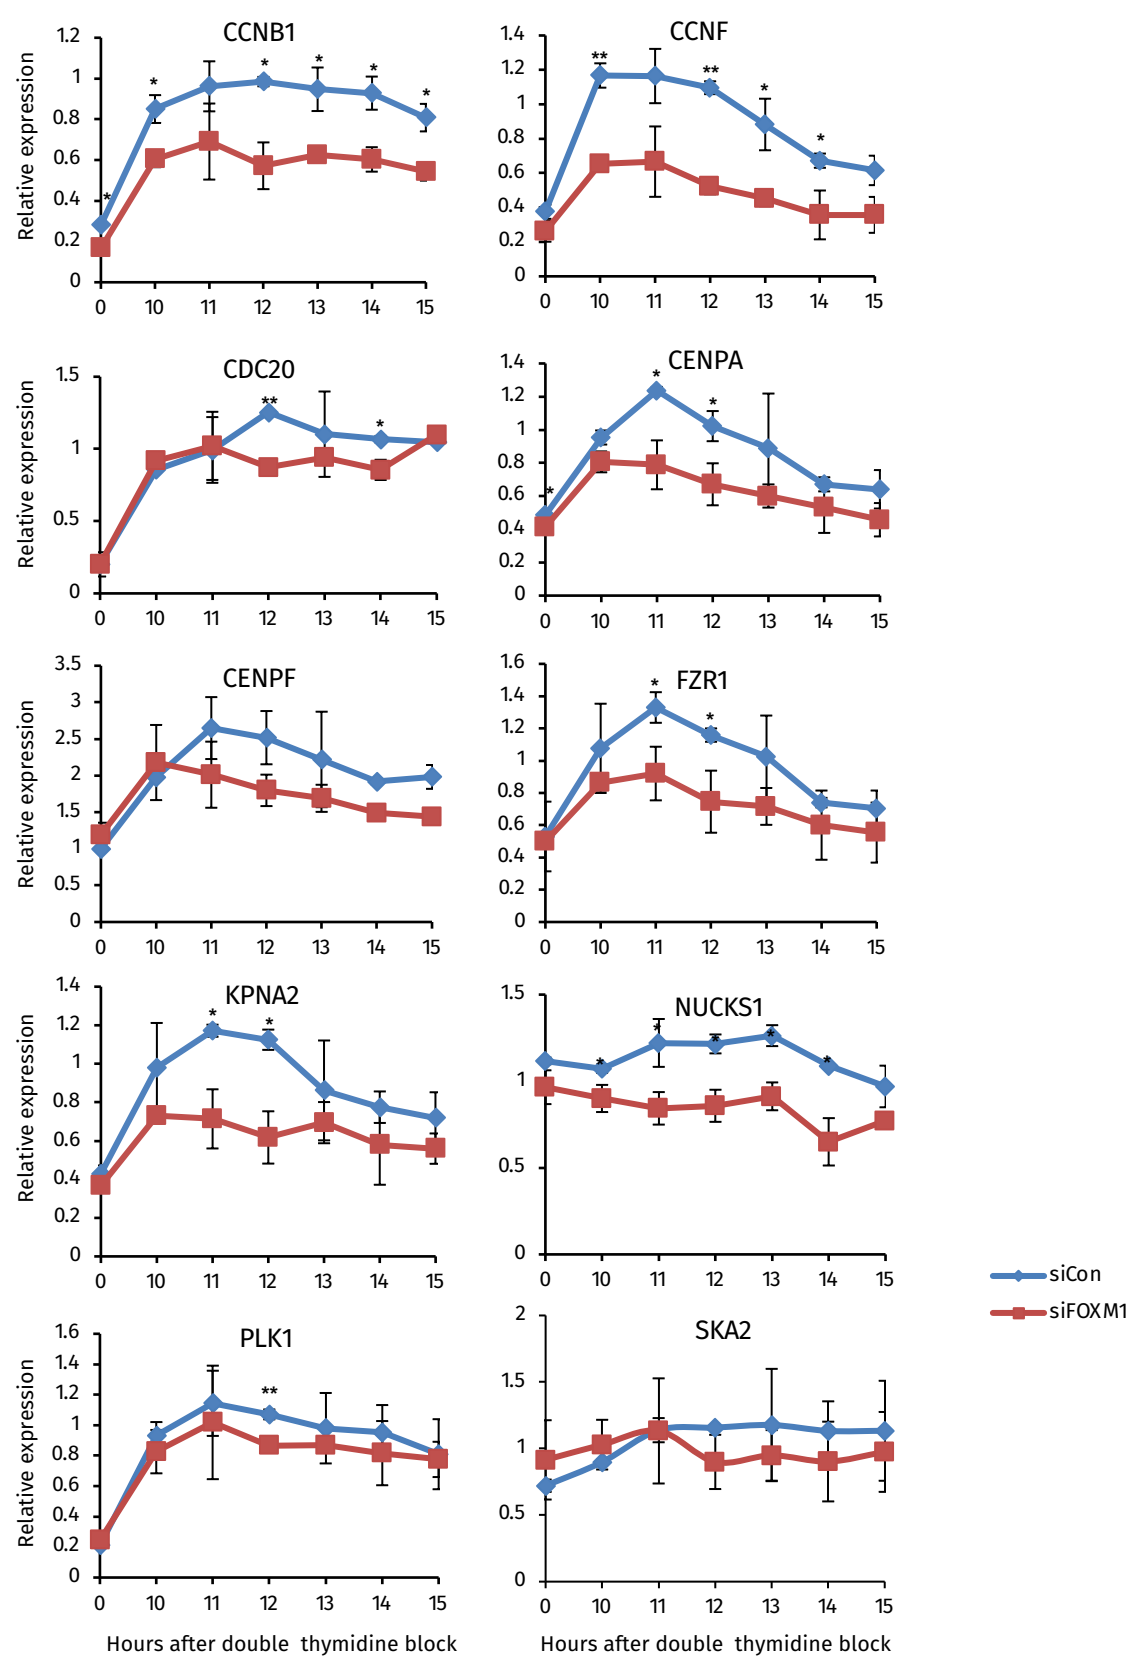 CCNB1
Relative expression
1.2
1
0.8
0.6
0.4
0.2
0
* * * * * * *
0 10 11 12 13 14 15
CCNF
1.4
1.2
1
0.8
0.6
0.4
0.2
0
** ** * *
0 10 11 12 13 14 15
CDC20
Relative expression
1.5
1
0.5
0
** *
0 10 11 12 13 14 15
CENPA
1.4
1.2
1
0.8
0.6
0.4
0.2
0
* * *
0 10 11 12 13 14 15
CENPF
Relative expression
3.5
3
2.5
2
1.5
1
0.5
0
0 10 11 12 13 14 15
FZR1
1.6
1.4
1.2
1
0.8
0.6
0.4
0.2
0
* *
0 10 11 12 13 14 15
KPNA2
Relative expression
1.4
1.2
1
0.8
0.6
0.4
0.2
0
* *
0 10 11 12 13 14 15
NUCKS1
1.5
1
0.5
0
* * * * *
0 10 11 12 13 14 15
siCon
siFOXM1
PLK1
Relative expression
1.6
1.4
1.2
1
0.8
0.6
0.4
0.2
0
**
0 10 11 12 13 14 15
Hours after double thymidine block
SKA2
2
1.5
1
0.5
0
0 10 11 12 13 14 15
Hours after double thymidine block